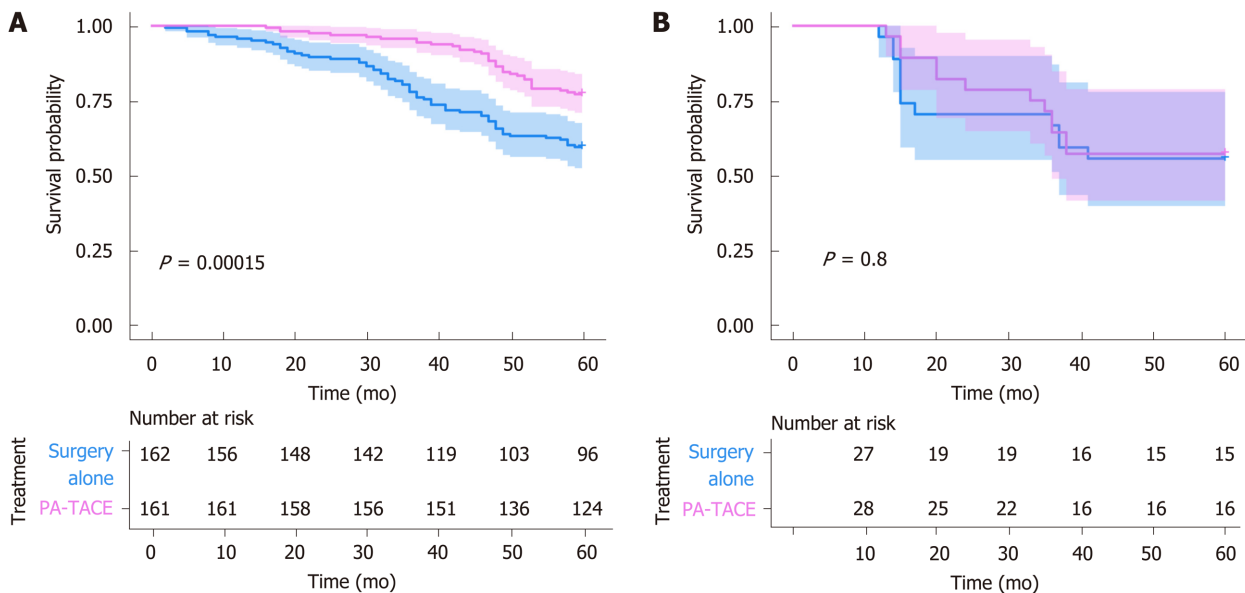 A
1.00
0.75
0.50
0.25
0.00
Survival probability
P = 0.00015
0 10 20 30 40 50 60
Time (mo)
Number at risk
Treatment
Surgery alone
162 156 148 142 119 103 96
PA-TACE
161 161 158 156 151 136 124
0 10 20 30 40 50 60
Time (mo)
B
1.00
0.75
0.50
0.25
0.00
Survival probability
P = 0.8
0 10 20 30 40 50 60
Time (mo)
Number at risk
Treatment
Surgery alone
27 19 19 16 15 15
PA-TACE
28 25 22 16 16 16
10 20 30 40 50 60
Time (mo)